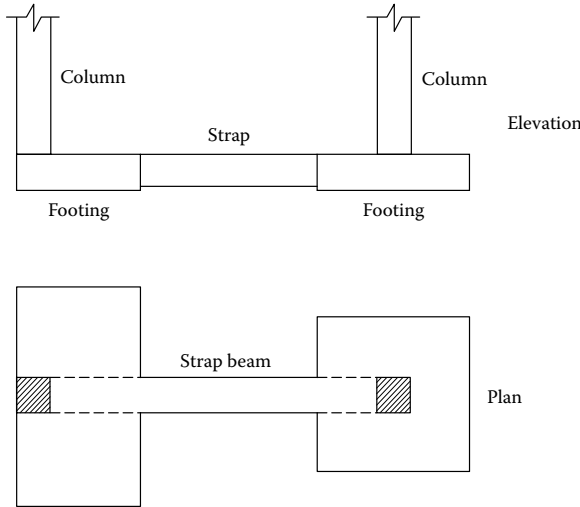 Column
Column
Elevation
Strap
Footing
Footing
Strap beam
Plan